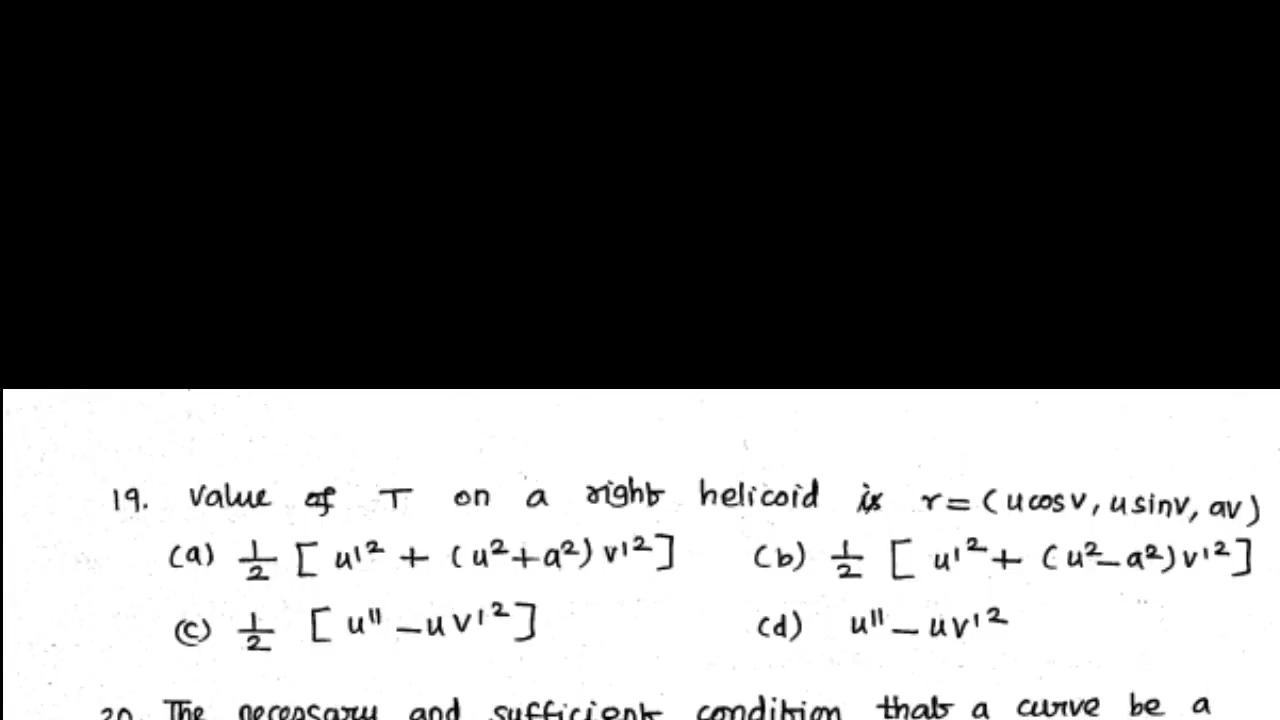 19. Value of T on a right helicoid is r = (u cos v, u sin v, av)
(a) 1/2 [ u'² + (u² + a²) v'² ] (b) 1/2 [ u'² + (u² - a²) v'² ]
(c) 1/2 [ u'' - u v'² ] (d) u'' - u v'²
20. The necessary and sufficient condition that a curve be a